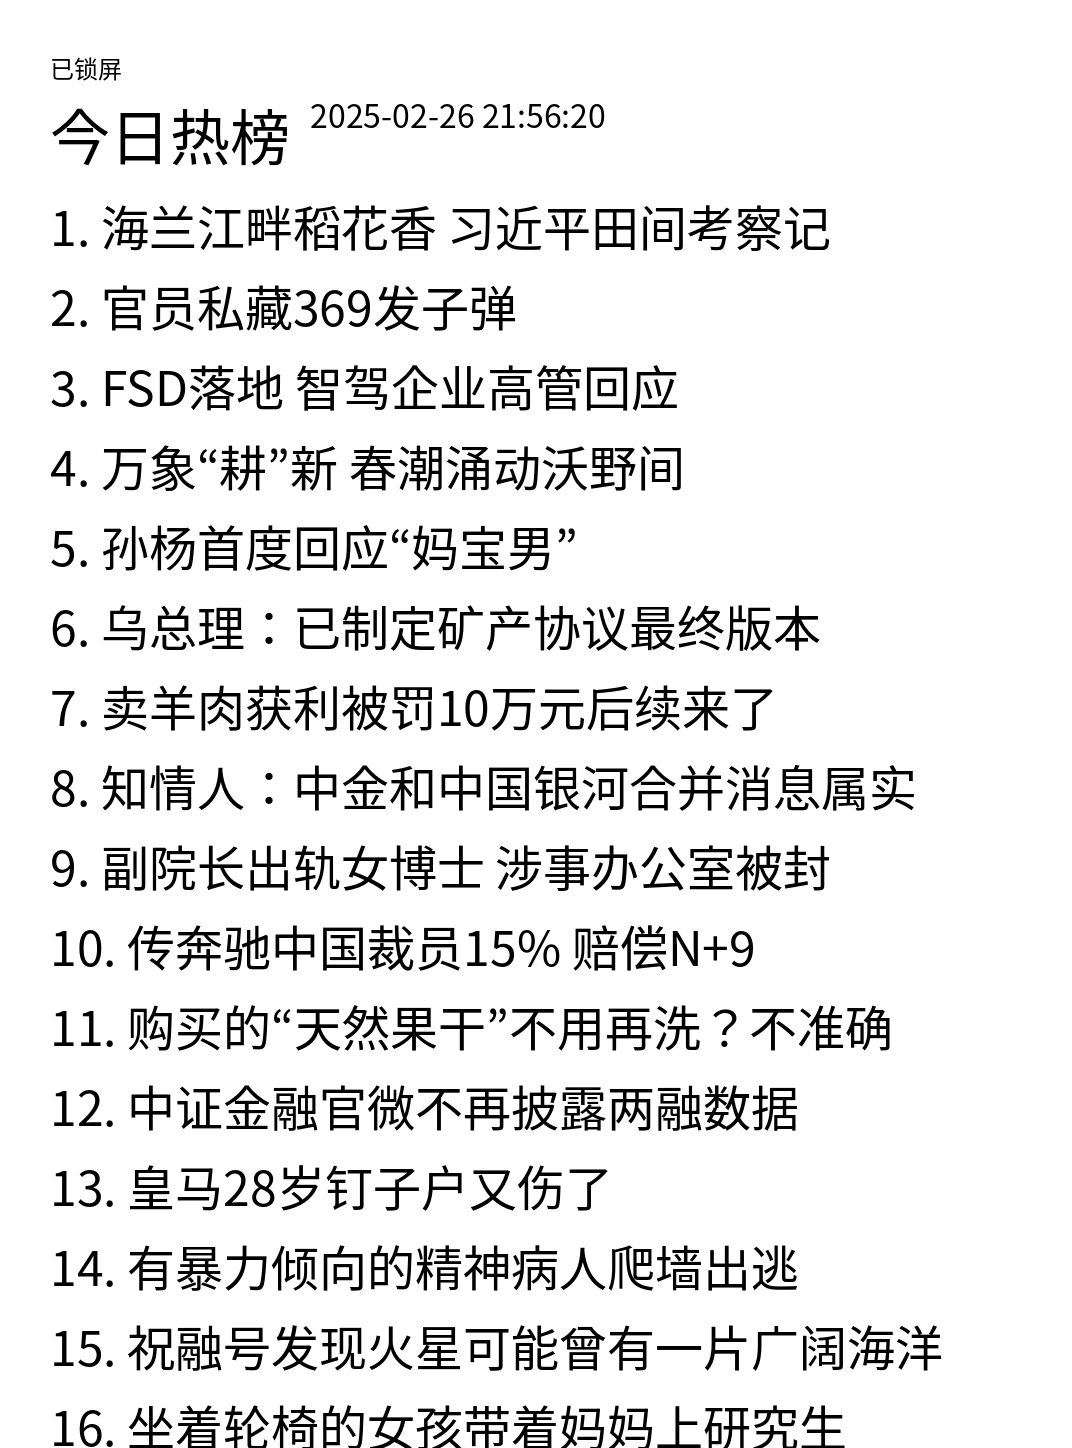 已锁屏
今日热榜 2025-02-26 21:56:20
1. 海兰江畔稻花香 习近平田间考察记
2. 官员私藏369发子弹
3. FSD落地 智驾企业高管回应
4. 万象“耕”新 春潮涌动沃野间
5. 孙杨首度回应“妈宝男”
6. 乌总理：已制定矿产协议最终版本
7. 卖羊肉获利被罚10万元后续来了
8. 知情人：中金和中国银河合并消息属实
9. 副院长出轨女博士 涉事办公室被封
10. 传奔驰中国裁员15% 赔偿N+9
11. 购买的“天然果干”不用再洗？不准确
12. 中证金融官微不再披露两融数据
13. 皇马28岁钉子户又伤了
14. 有暴力倾向的精神病人爬墙出逃
15. 祝融号发现火星可能曾有一片广阔海洋
16. 坐着轮椅的女孩带着妈妈上研究生